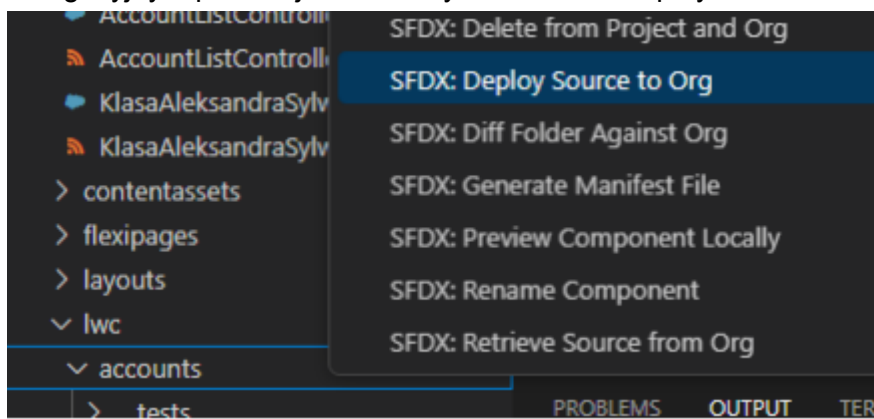 AccountListControll
AccountListControll
KlasaAleksandraSylv
KlasaAleksandraSylv
contentassets
flexipages
layouts
lwc
accounts
tests
SFDX: Delete from Project and Org
SFDX: Deploy Source to Org
SFDX: Diff Folder Against Org
SFDX: Generate Manifest File
SFDX: Preview Component Locally
SFDX: Rename Component
SFDX: Retrieve Source from Org
PROBLEMS OUTPUT TER